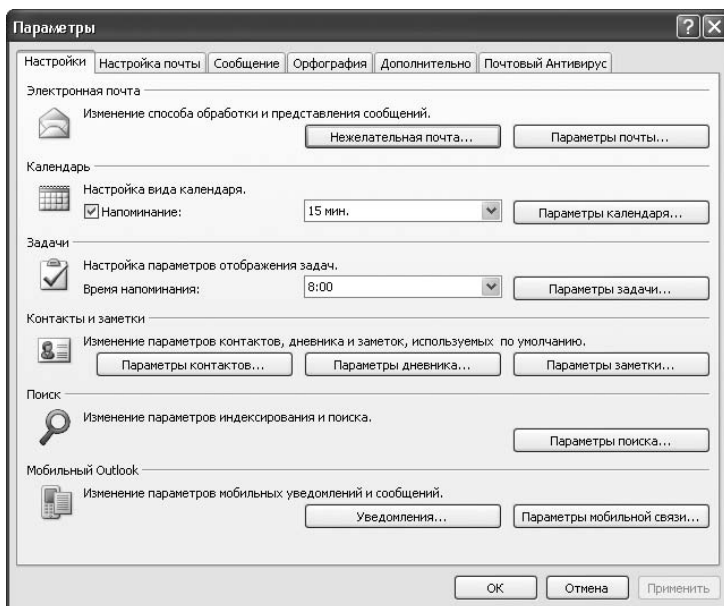 Параметры
Настройки Настройка почты Сообщение Орфография Дополнительно Почтовый Антивирус
Электронная почта
Изменение способа обработки и представления сообщений.
Нежелательная почта... Параметры почты...
Календарь
Настройка вида календаря.
Напоминание: 15 мин. Параметры календаря...
Задачи
Настройка параметров отображения задач.
Время напоминания: 8:00 Параметры задачи...
Контакты и заметки
Изменение параметров контактов, дневника и заметок, используемых по умолчанию.
Параметры контактов... Параметры дневника... Параметры заметки...
Поиск
Изменение параметров индексирования и поиска.
Параметры поиска...
Мобильный Outlook
Изменение параметров мобильных уведомлений и сообщений.
Уведомления... Параметры мобильной связи...
ОК Отмена Применить